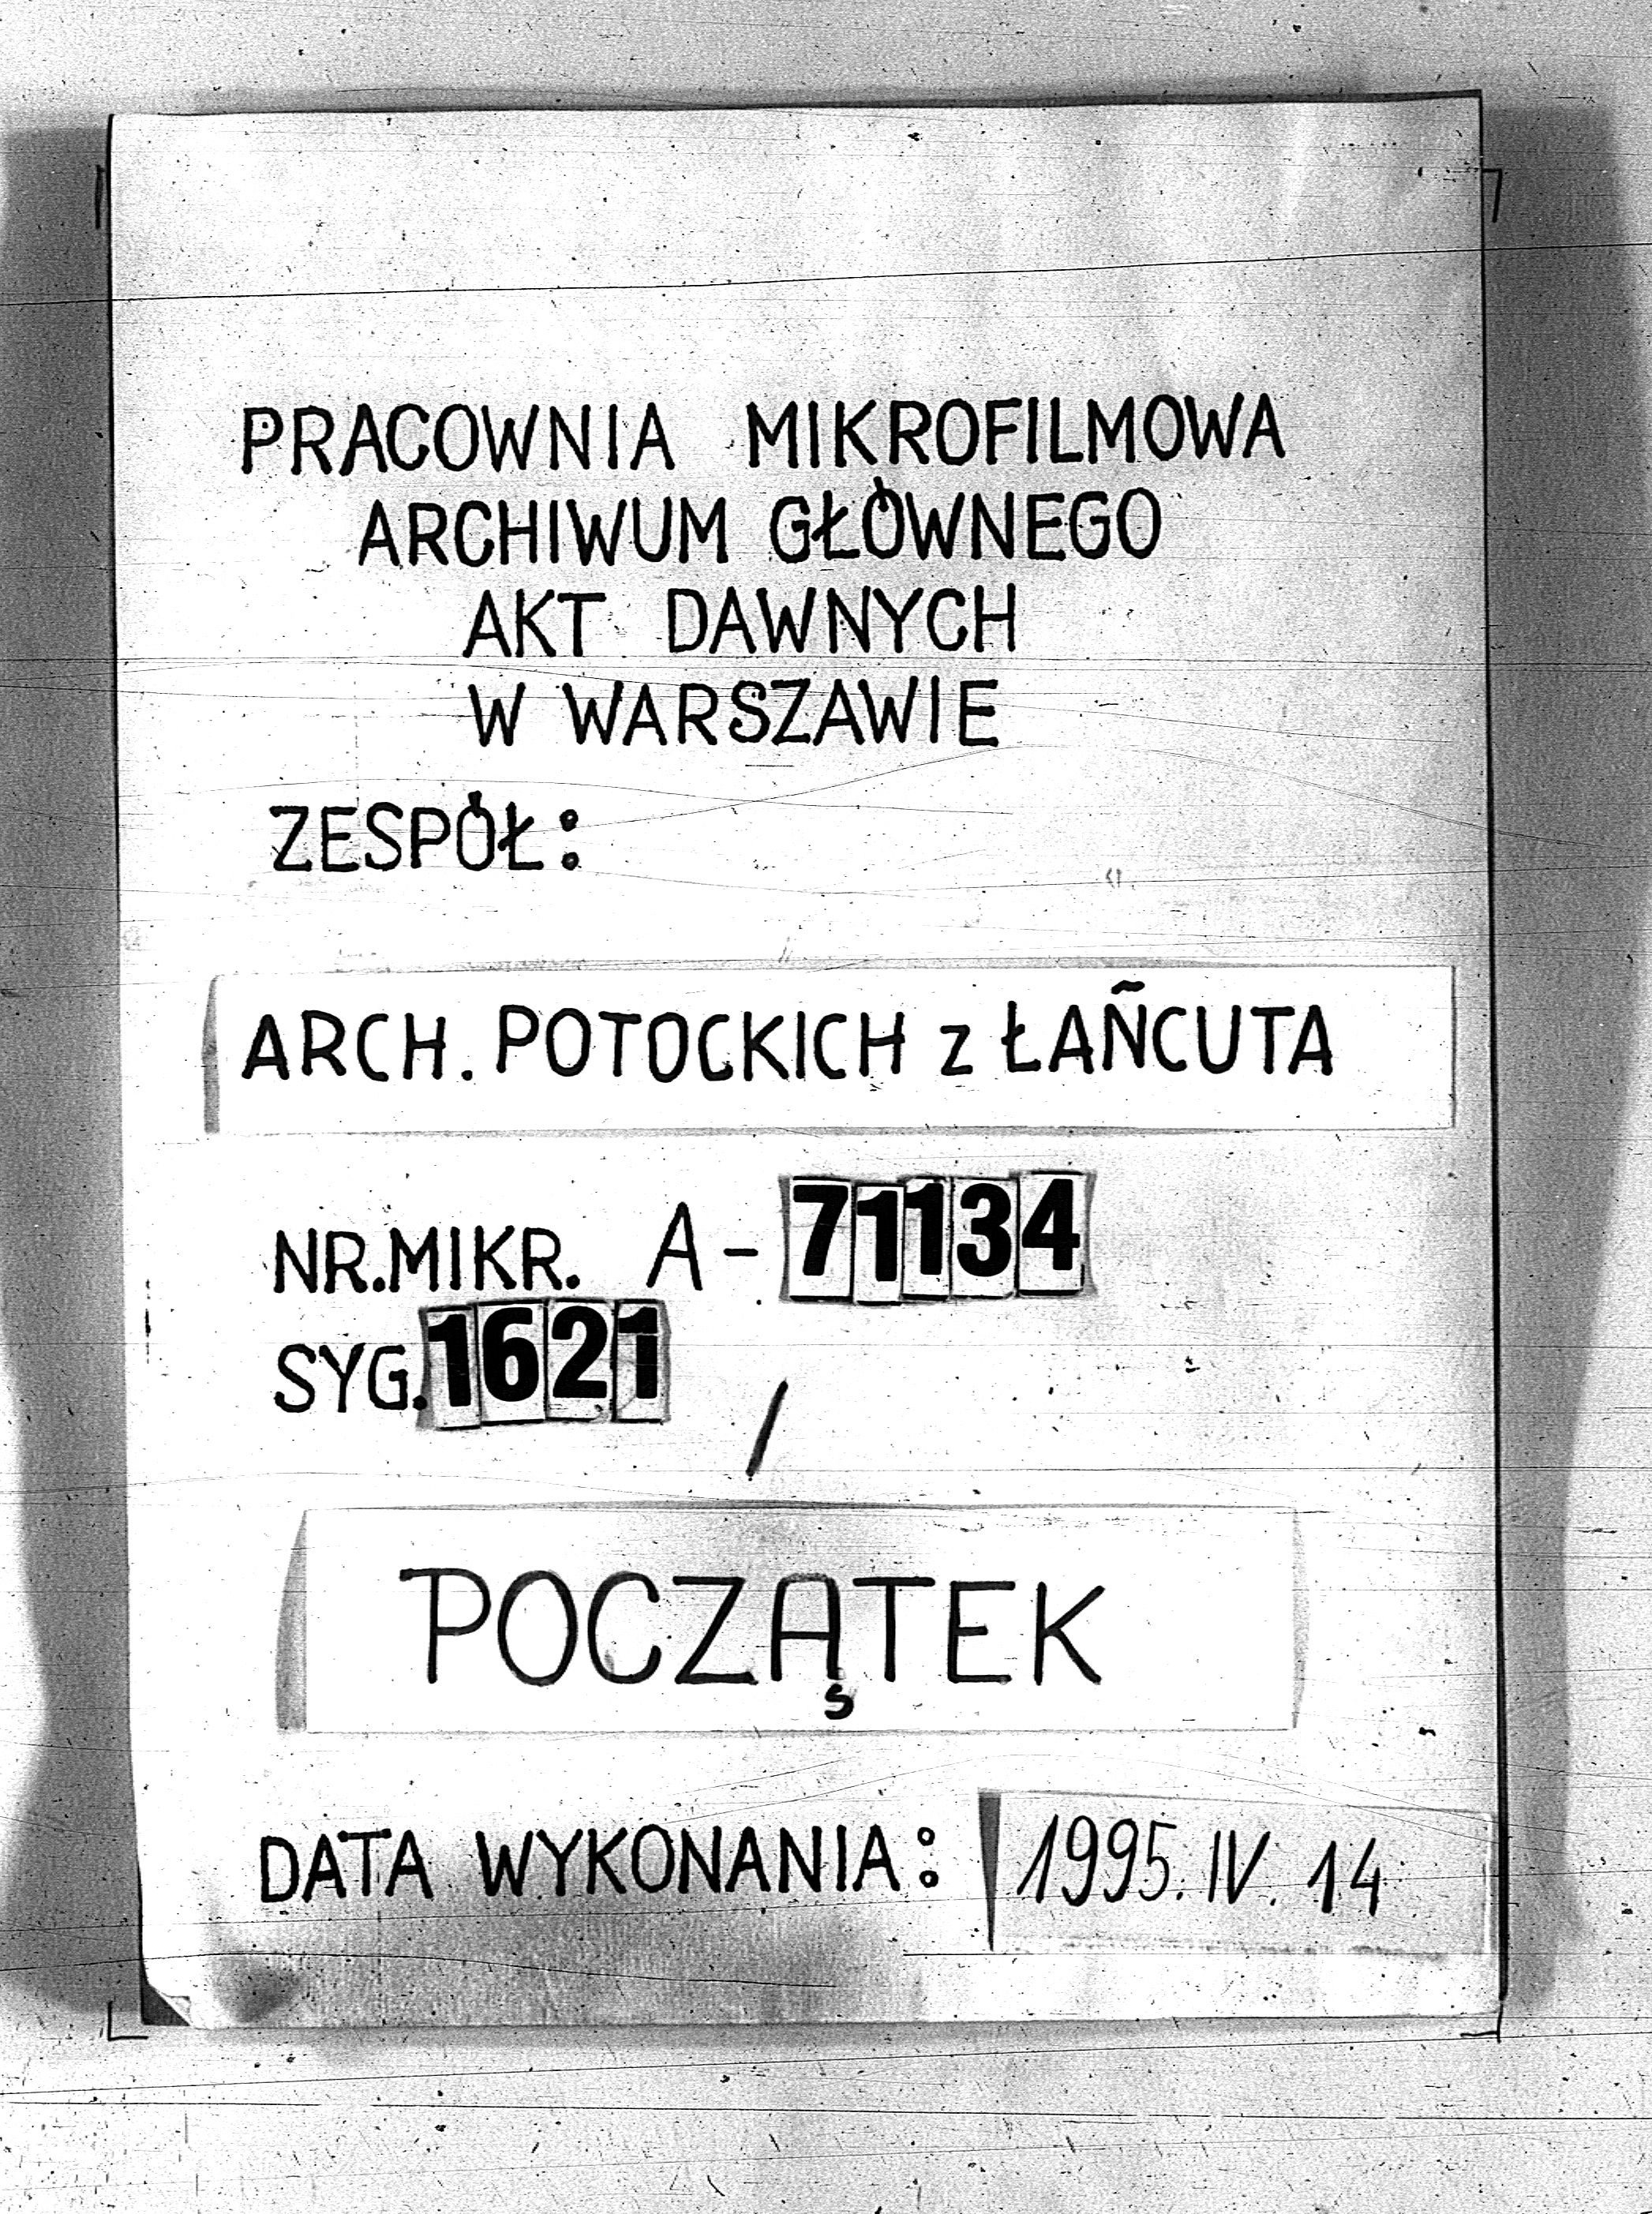 PRACOWNIA MIKROFILMOWA
ARCHIWUM GŁÓWNEGO
AKT DAWNYCH
W WARSZAWIE
ZESPÓŁ:
ARCH. POTOCKICH z ŁAŃCUTA
NR.MIKR. A-71134
SYG.1621
/
POCZĄTEK
DATA WYKONANIA: 1995.IV.14